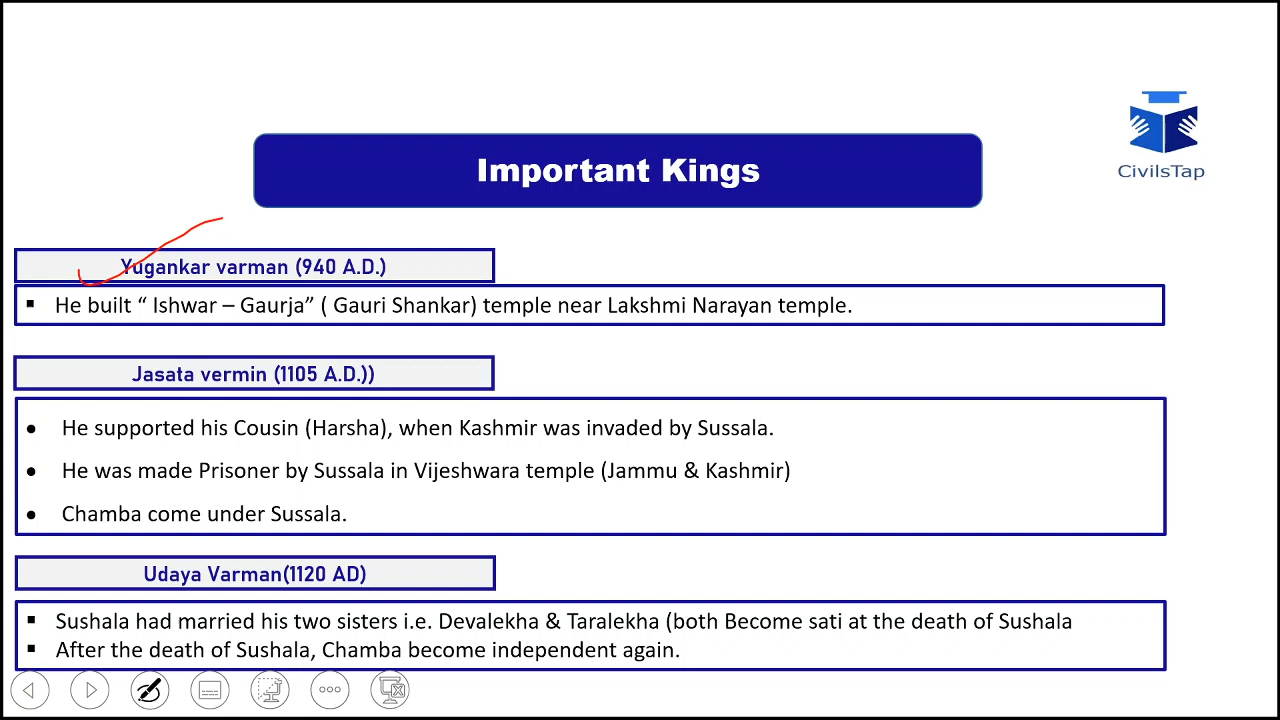 Important Kings
CivilsTap
Yugankar varman (940 A.D.)
▪ He built “ Ishwar – Gaurja” ( Gauri Shankar) temple near Lakshmi Narayan temple.
Jasata vermin (1105 A.D.))
● He supported his Cousin (Harsha), when Kashmir was invaded by Sussala.
● He was made Prisoner by Sussala in Vijeshwara temple (Jammu & Kashmir)
● Chamba come under Sussala.
Udaya Varman(1120 AD)
▪ Sushala had married his two sisters i.e. Devalekha & Taralekha (both Become sati at the death of Sushala
▪ After the death of Sushala, Chamba become independent again.